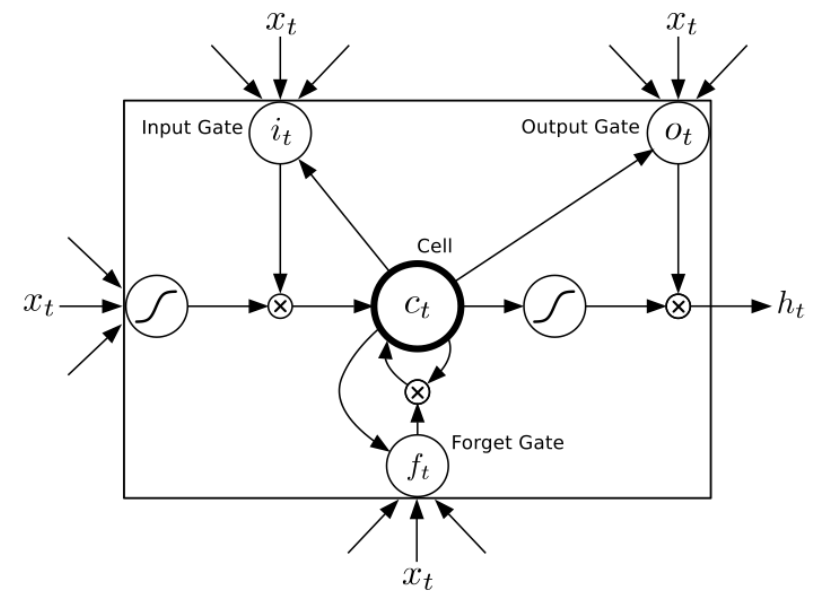 x_t x_t
Input Gate i_t Output Gate o_t
Cell
x_t c_t h_t
Forget Gate
f_t
x_t